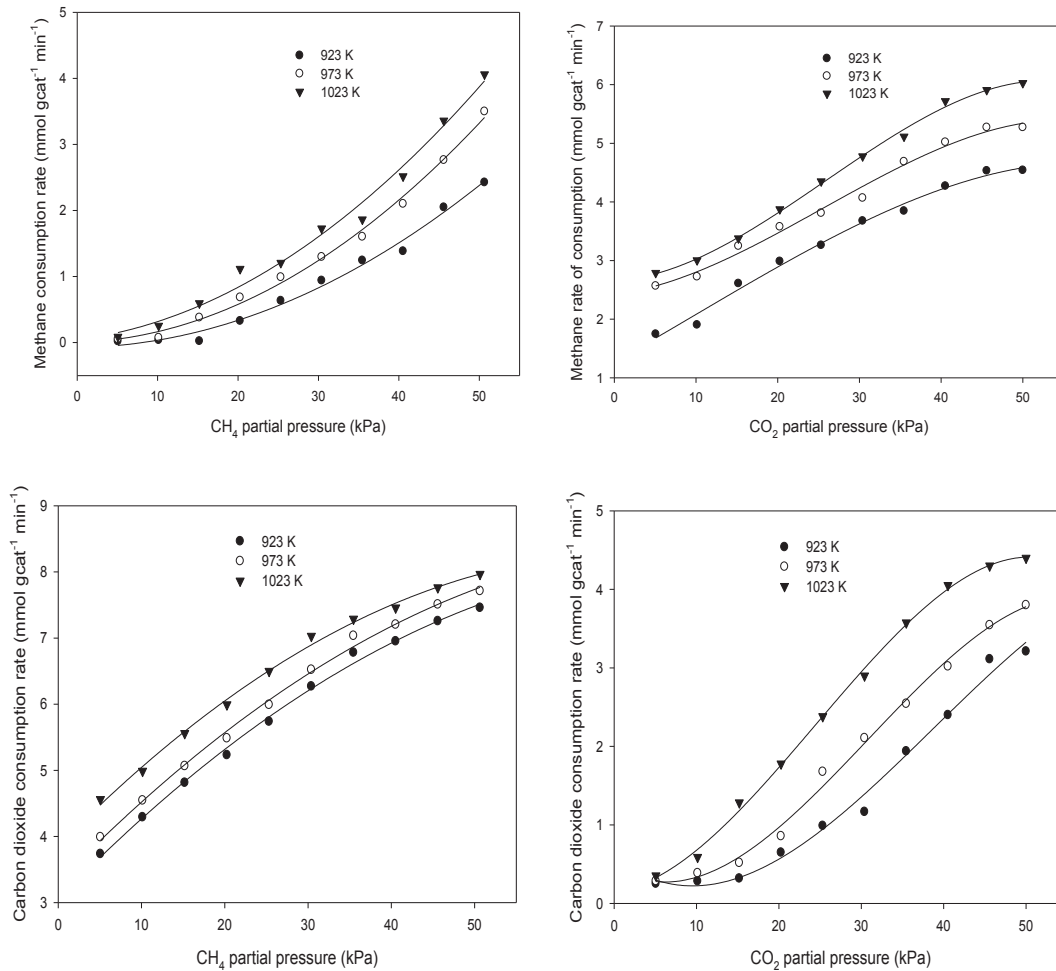 Methane consumption rate (mmol gcat⁻¹ min⁻¹)
5
4
3
2
1
0
923 K
973 K
1023 K
0 10 20 30 40 50
CH₄ partial pressure (kPa)
Methane rate of consumption (mmol gcat⁻¹ min⁻¹)
7
6
5
4
3
2
1
923 K
973 K
1023 K
0 10 20 30 40 50
CO₂ partial pressure (kPa)
Carbon dioxide consumption rate (mmol gcat⁻¹ min⁻¹)
9
8
7
6
5
4
3
923 K
973 K
1023 K
0 10 20 30 40 50
CH₄ partial pressure (kPa)
Carbon dioxide consumption rate (mmol gcat⁻¹ min⁻¹)
5
4
3
2
1
0
923 K
973 K
1023 K
0 10 20 30 40 50
CO₂ partial pressure (kPa)